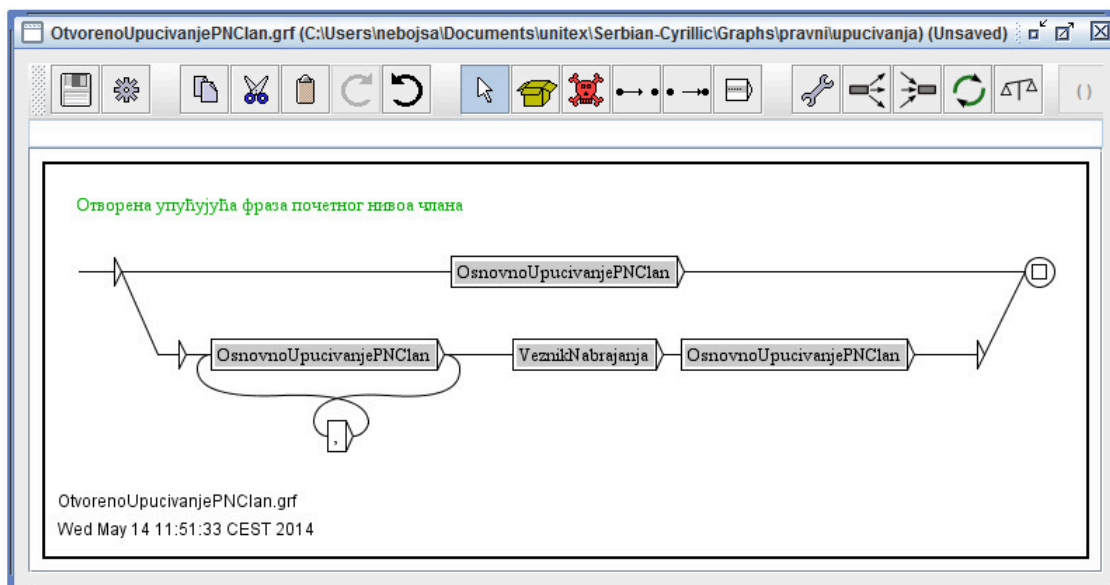 OtvorenoUpucivanjePNClan.grf (C:\Users\nebojsa\Documents\unitex\Serbian-Cyrillic\Graphs\pravni\upucivanja) (Unsaved)
( )
Отворена упућујућа фраза почетног нивоа члана
OsnovnoUpucivanjePNClan
OsnovnoUpucivanjePNClan VeznikNabrajanja OsnovnoUpucivanjePNClan
,
OtvorenoUpucivanjePNClan.grf
Wed May 14 11:51:33 CEST 2014